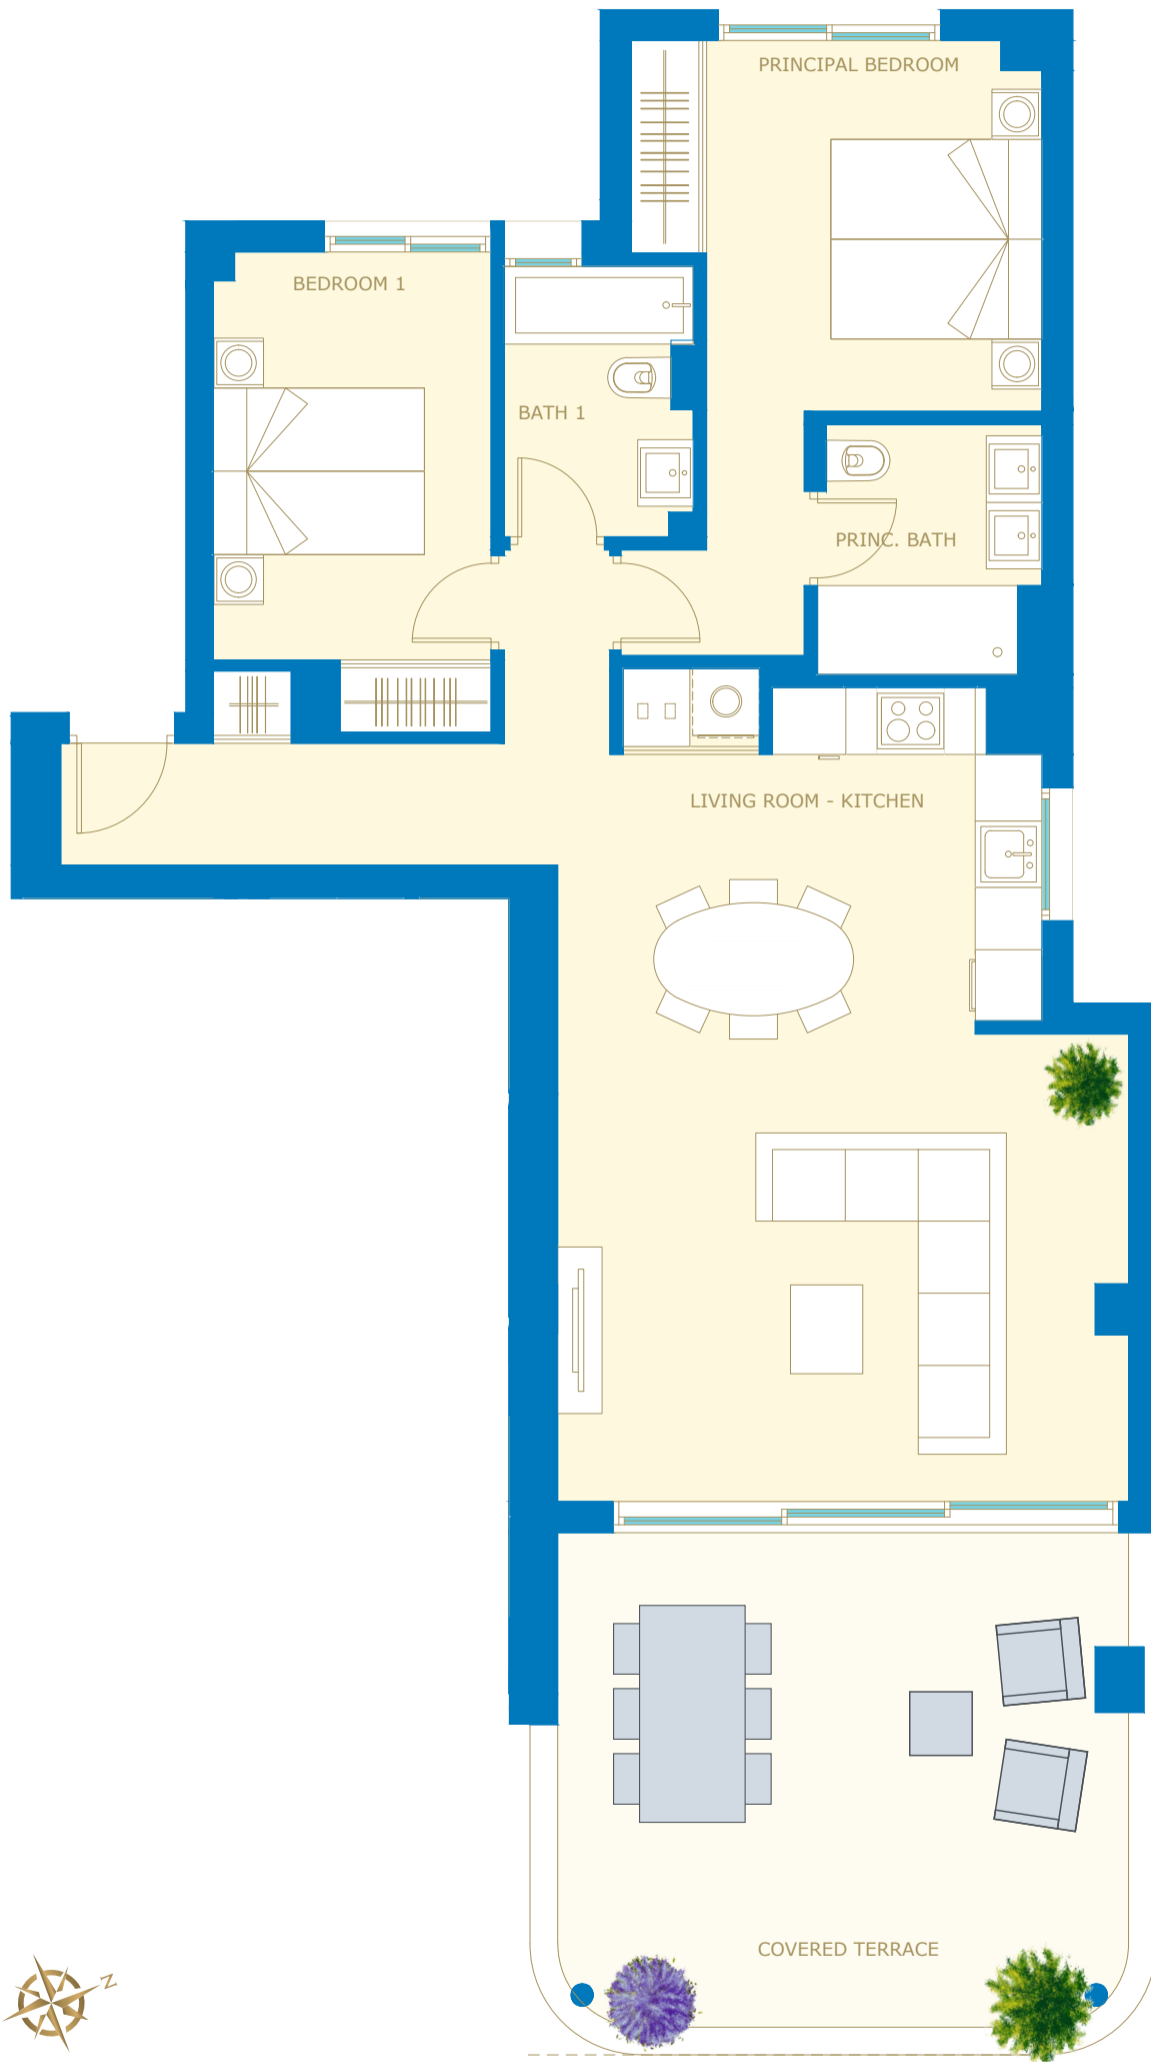 PRINCIPAL BEDROOM
BEDROOM 1
BATH 1
PRINC. BATH
LIVING ROOM - KITCHEN
COVERED TERRACE
N